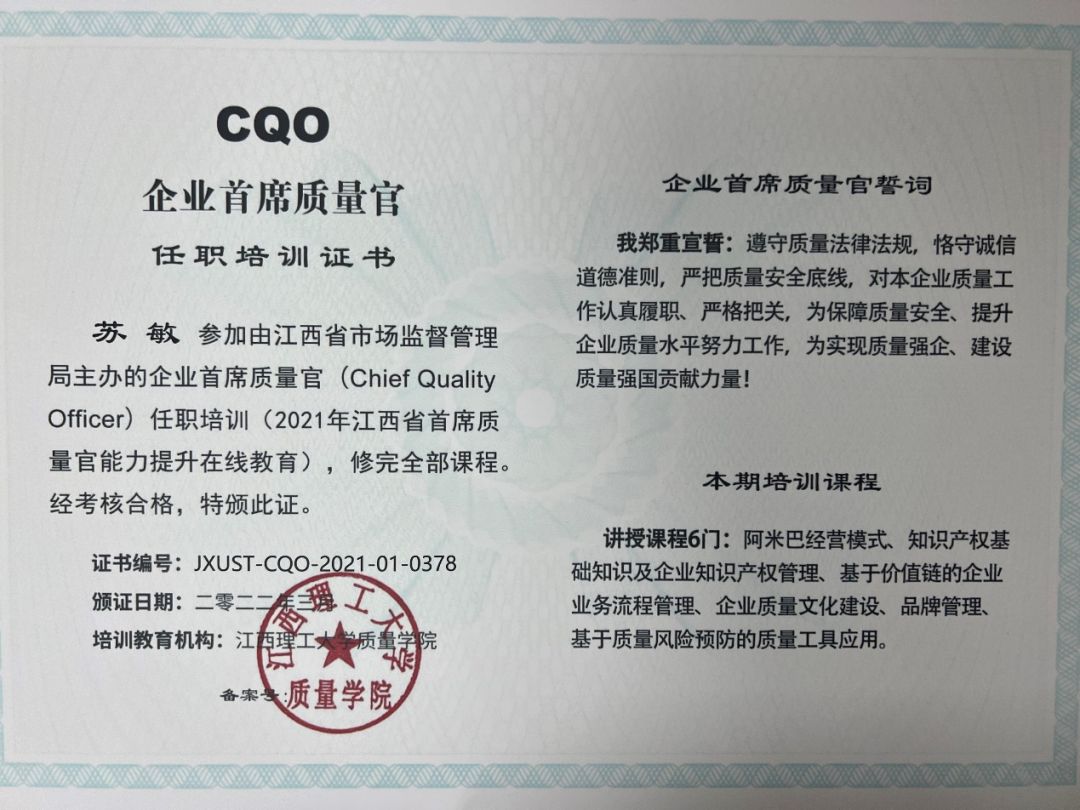 CQO
企业首席质量官
任职培训证书
苏 敏 参加由江西省市场监督管理
局主办的企业首席质量官（Chief Quality
Officer）任职培训（2021年江西省首席质
量官能力提升在线教育），修完全部课程。
经考核合格，特颁此证。
证书编号：JXUST-CQO-2021-01-0378
颁证日期：二零二二年三月
培训教育机构：江西理工大学质量学院
备案号：
江西理工大学
质量学院
企业首席质量官誓词
我郑重宣誓：遵守质量法律法规，恪守诚信
道德准则，严把质量安全底线，对本企业质量工
作认真履职、严格把关，为保障质量安全、提升
企业质量水平努力工作，为实现质量强企、建设
质量强国贡献力量！
本期培训课程
讲授课程6门：阿米巴经营模式、知识产权基
础知识及企业知识产权管理、基于价值链的企业
业务流程管理、企业质量文化建设、品牌管理、
基于质量风险预防的质量工具应用。